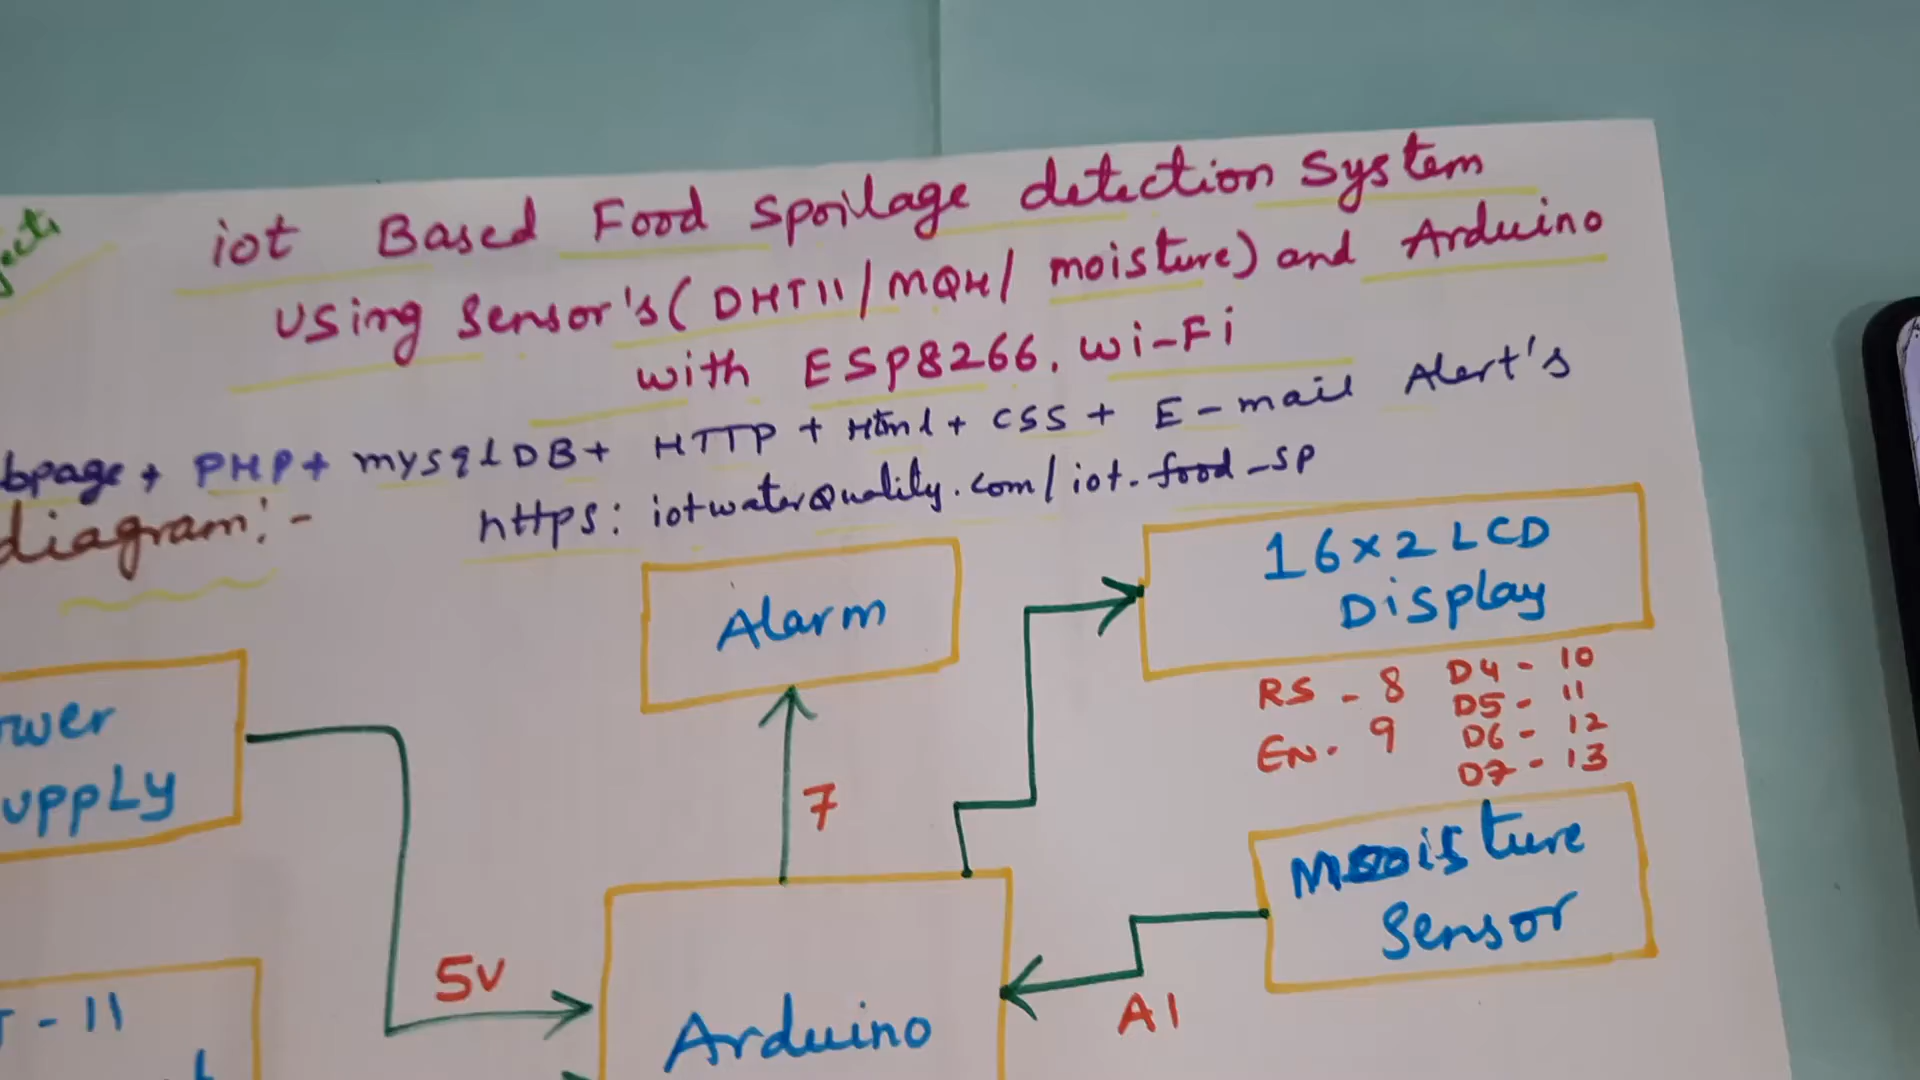 iot Based Food Spoilage detection System
Using Sensor's (DHT11/MQ4/ moisture) and Arduino
with ESP8266. Wi-Fi
bpage + PHP + mysqlDB + HTTP + Html + CSS + E-mail Alert's
https: iotwaterquality.com/iot-food_sp
diagram:-
Alarm
16x2 LCD
Display
RS - 8 D4 - 10
D5 - 11
EN - 9 D6 - 12
D7 - 13
wer
upply
7
Moisture
Sensor
5V
A1
T - 11
Arduino